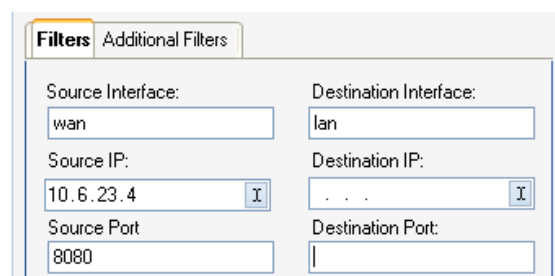 Filters Additional Filters
Source Interface: Destination Interface:
wan lan
Source IP: Destination IP:
10.6.23.4 . . .
Source Port Destination Port:
8080